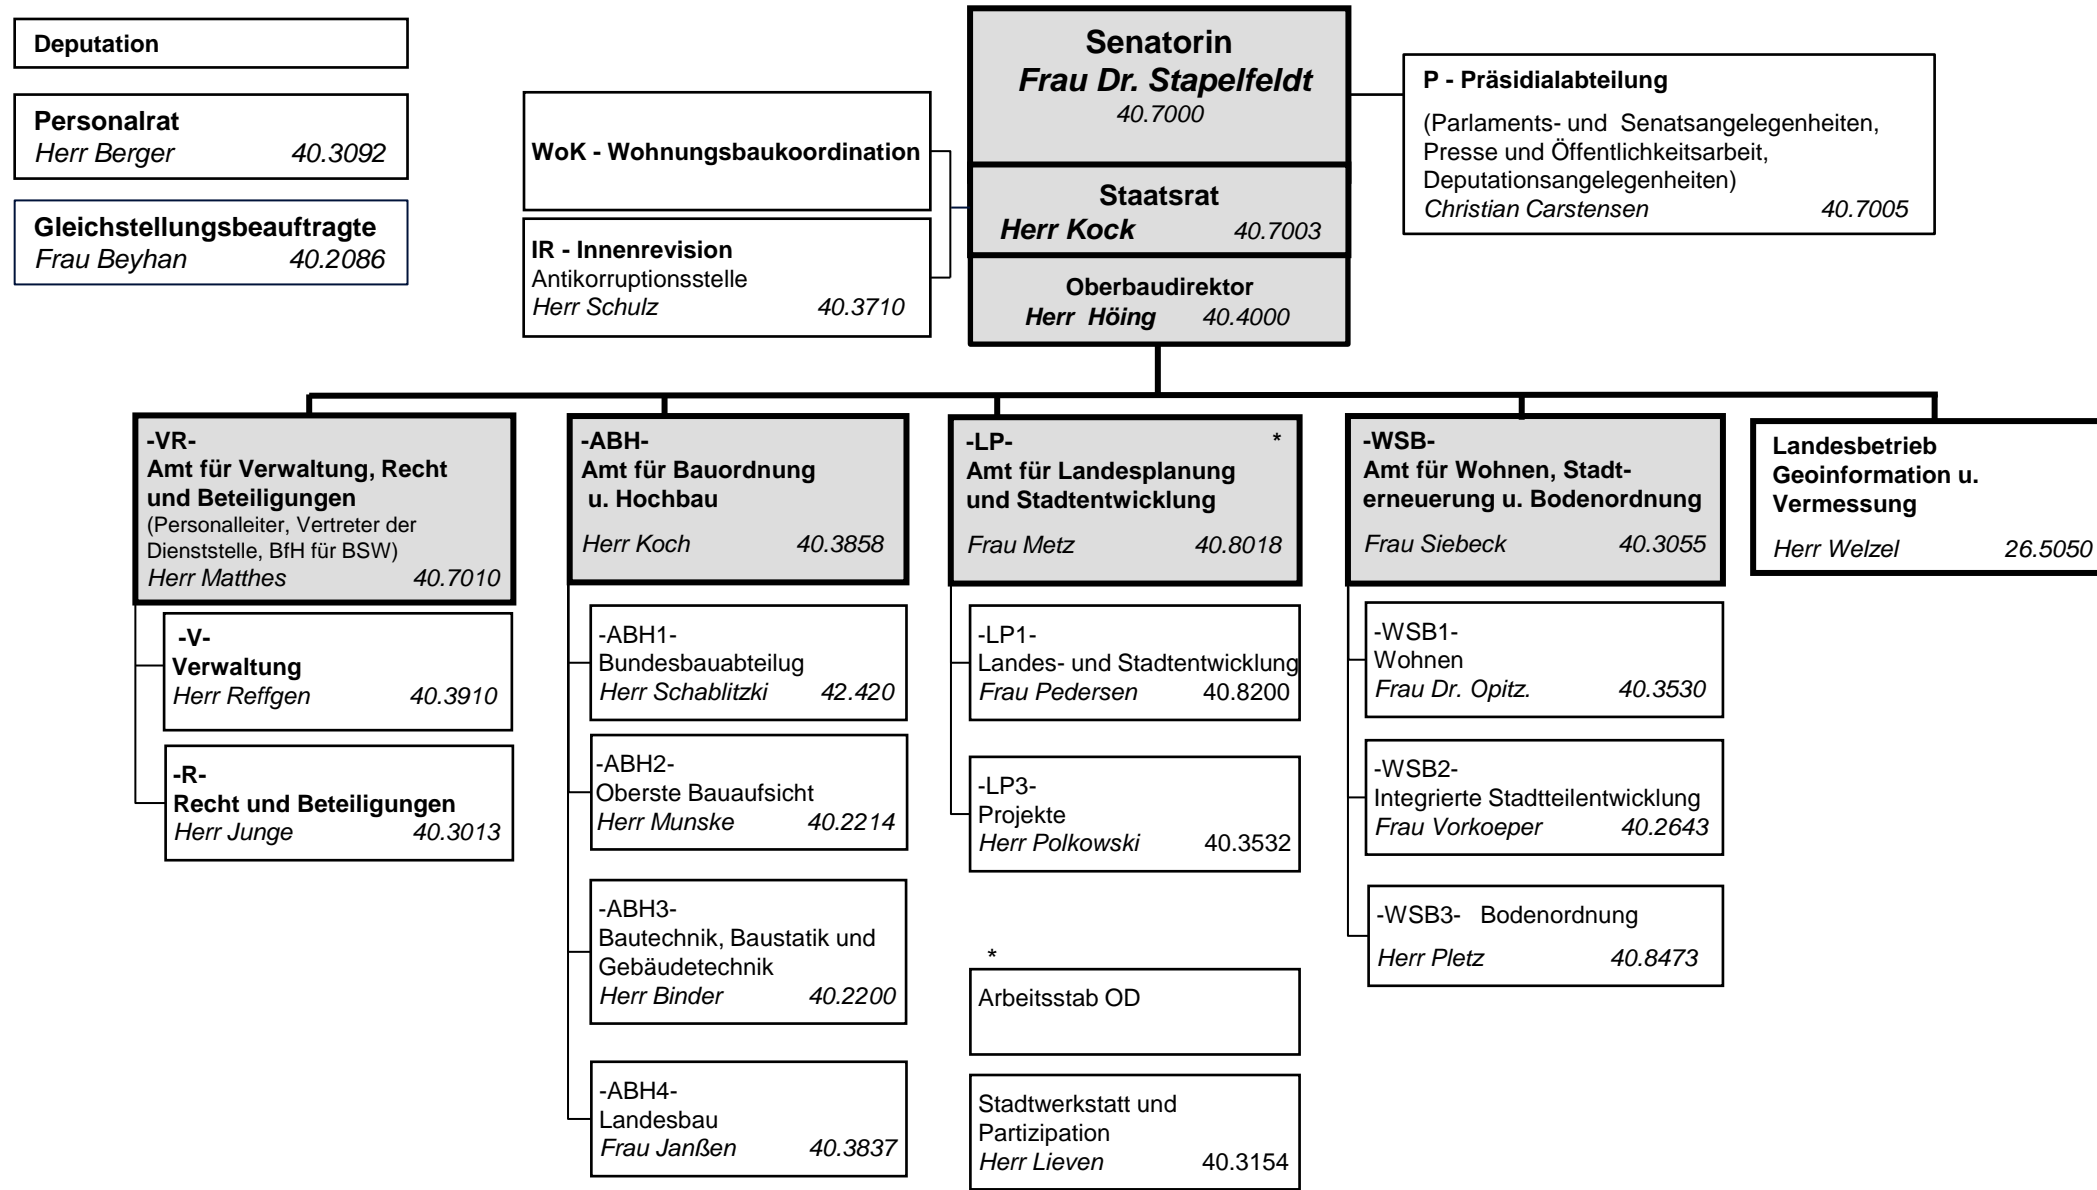 Deputation
Personalrat
Herr Berger 40.3092
Gleichstellungsbeauftragte
Frau Beyhan 40.2086
WoK - Wohnungsbaukoordination
IR - Innenrevision
Antikorruptionsstelle
Herr Schulz 40.3710
Senatorin
Frau Dr. Stapelfeldt
40.7000
Staatsrat
Herr Kock 40.7003
Oberbaudirektor
Herr Höing 40.4000
P - Präsidialabteilung
(Parlaments- und Senatsangelegenheiten,
Presse und Öffentlichkeitsarbeit,
Deputationsangelegenheiten)
Christian Carstensen 40.7005
-VR-
Amt für Verwaltung, Recht
und Beteiligungen
(Personalleiter, Vertreter der
Dienststelle, BfH für BSW)
Herr Matthes 40.7010
-V-
Verwaltung
Herr Reffgen 40.3910
-R-
Recht und Beteiligungen
Herr Junge 40.3013
-ABH-
Amt für Bauordnung
u. Hochbau
Herr Koch 40.3858
-ABH1-
Bundesbauabteilug
Herr Schablitzki 42.420
-ABH2-
Oberste Bauaufsicht
Herr Munske 40.2214
-ABH3-
Bautechnik, Baustatik und
Gebäudetechnik
Herr Binder 40.2200
-ABH4-
Landesbau
Frau Janßen 40.3837
-LP- *
Amt für Landesplanung
und Stadtentwicklung
Frau Metz 40.8018
-LP1-
Landes- und Stadtentwicklung
Frau Pedersen 40.8200
-LP3-
Projekte
Herr Polkowski 40.3532
*
Arbeitsstab OD
Stadtwerkstatt und
Partizipation
Herr Lieven 40.3154
-WSB-
Amt für Wohnen, Stadt-
erneuerung u. Bodenordnung
Frau Siebeck 40.3055
-WSB1-
Wohnen
Frau Dr. Opitz. 40.3530
-WSB2-
Integrierte Stadtteilentwicklung
Frau Vorkoeper 40.2643
-WSB3- Bodenordnung
Herr Pletz 40.8473
Landesbetrieb
Geoinformation u.
Vermessung
Herr Welzel 26.5050